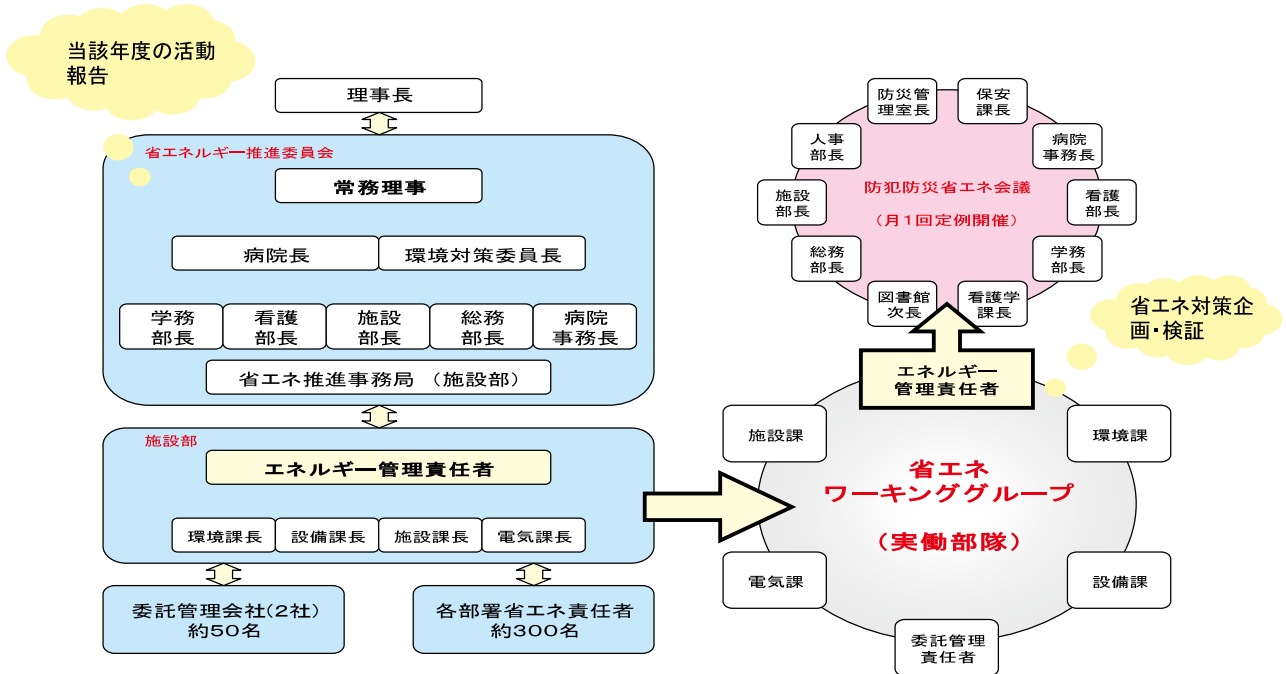 当該年度の活動
報告
理事長
省エネルギー推進委員会
常務理事
病院長
環境対策委員長
学務
部長
看護
部長
施設
部長
総務
部長
病院
事務長
省エネ推進事務局 (施設部)
施設部
エネルギー管理責任者
環境課長
設備課長
施設課長
電気課長
委託管理会社(2社)
約50名
各部署省エネ責任者
約300名
防災管
理室長
保安
課長
人事
部長
病院
事務長
施設
部長
看護
部長
総務
部長
学務
部長
図書館
次長
看護学
課長
防犯防災省エネ会議
(月1回定例開催)
省エネ対策企
画・検証
エネルギー
管理責任者
施設課
環境課
省エネ
ワーキンググループ
(実働部隊)
電気課
設備課
委託管理
責任者